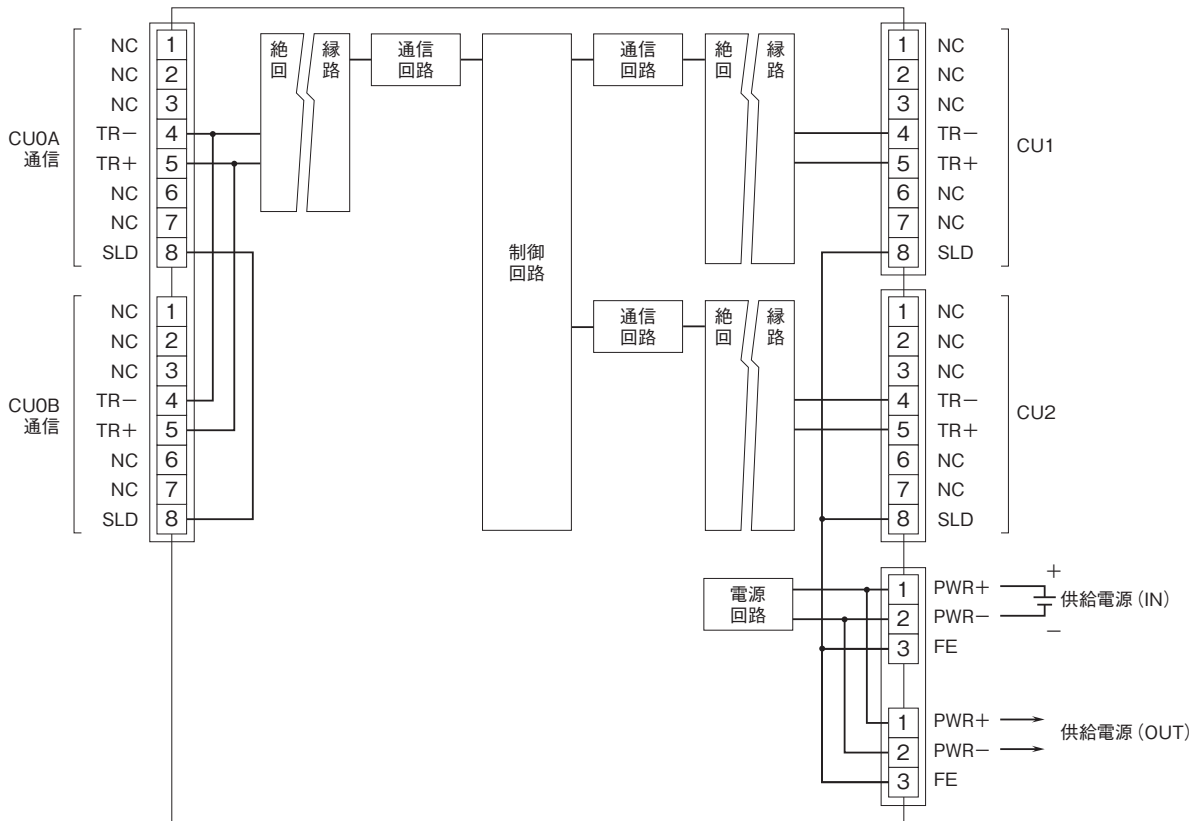 CU0A
通信
NC 1
NC 2
NC 3
TR− 4
TR+ 5
NC 6
NC 7
SLD 8
CU0B
通信
NC 1
NC 2
NC 3
TR− 4
TR+ 5
NC 6
NC 7
SLD 8
絶縁
回路
通信
回路
制御
回路
通信
回路
絶縁
回路
1 NC
2 NC
3 NC
4 TR−
5 TR+
6 NC
7 NC
8 SLD
CU1
通信
回路
絶縁
回路
1 NC
2 NC
3 NC
4 TR−
5 TR+
6 NC
7 NC
8 SLD
CU2
電源
回路
1 PWR+
2 PWR−
3 FE
+
供給電源(IN)
−
1 PWR+
2 PWR−
3 FE
供給電源(OUT)